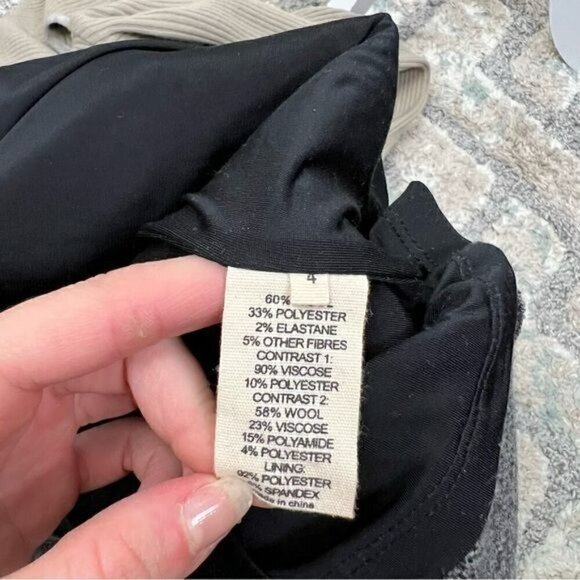 4
60%
33% POLYESTER
2% ELASTANE
5% OTHER FIBRES
CONTRAST 1:
90% VISCOSE
10% POLYESTER
CONTRAST 2:
58% WOOL
23% VISCOSE
15% POLYAMIDE
4% POLYESTER
LINING:
92% POLYESTER
SPANDEX
made in china